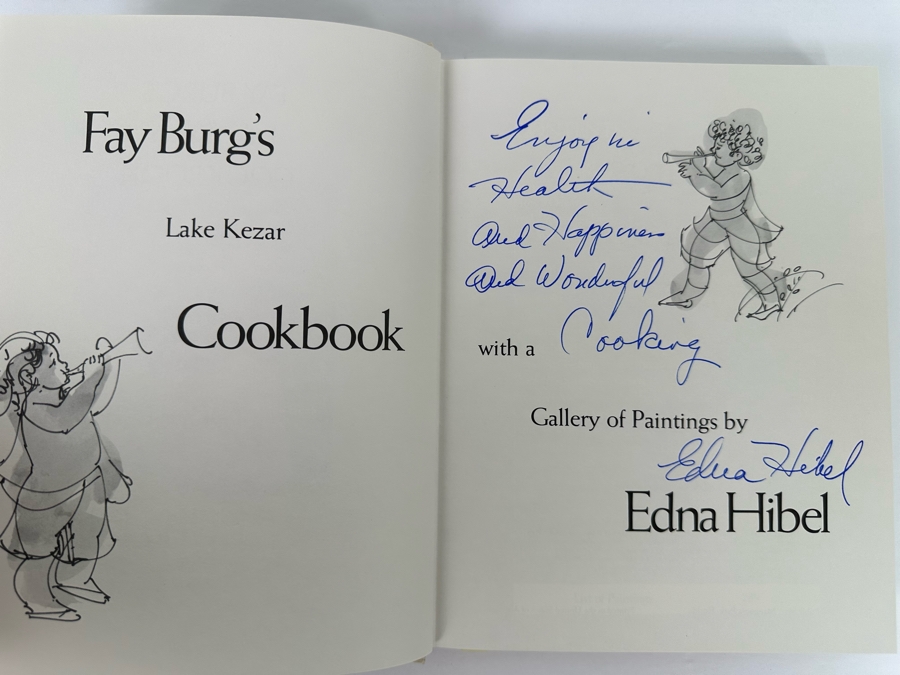 Fay Burg's
Lake Kezar
Cookbook
Enjoy in
Health
and Happiness
and Wonderful
Cooking
with a
Gallery of Paintings by
Edna Hibel
Edna Hibel